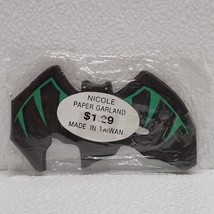 NICOLE
PAPER GARLAND
$1.29
MADE IN TAIWAN